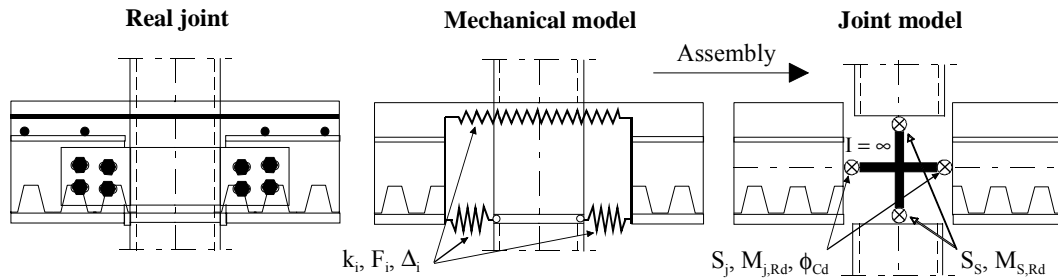 Real joint
Mechanical model
Joint model
Assembly
I = ∞
k_i, F_i, Δ_i
S_j, M_j,Rd, ϕ_Cd
S_S, M_S,Rd